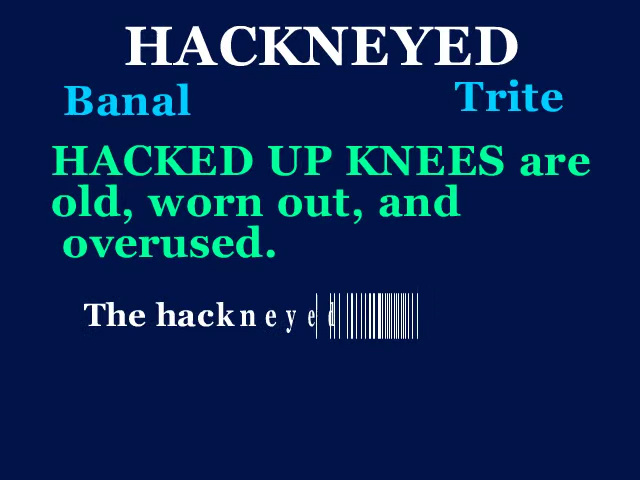 HACKNEYED
Banal Trite
HACKED UP KNEES are
old, worn out, and
overused.
The hackneyed